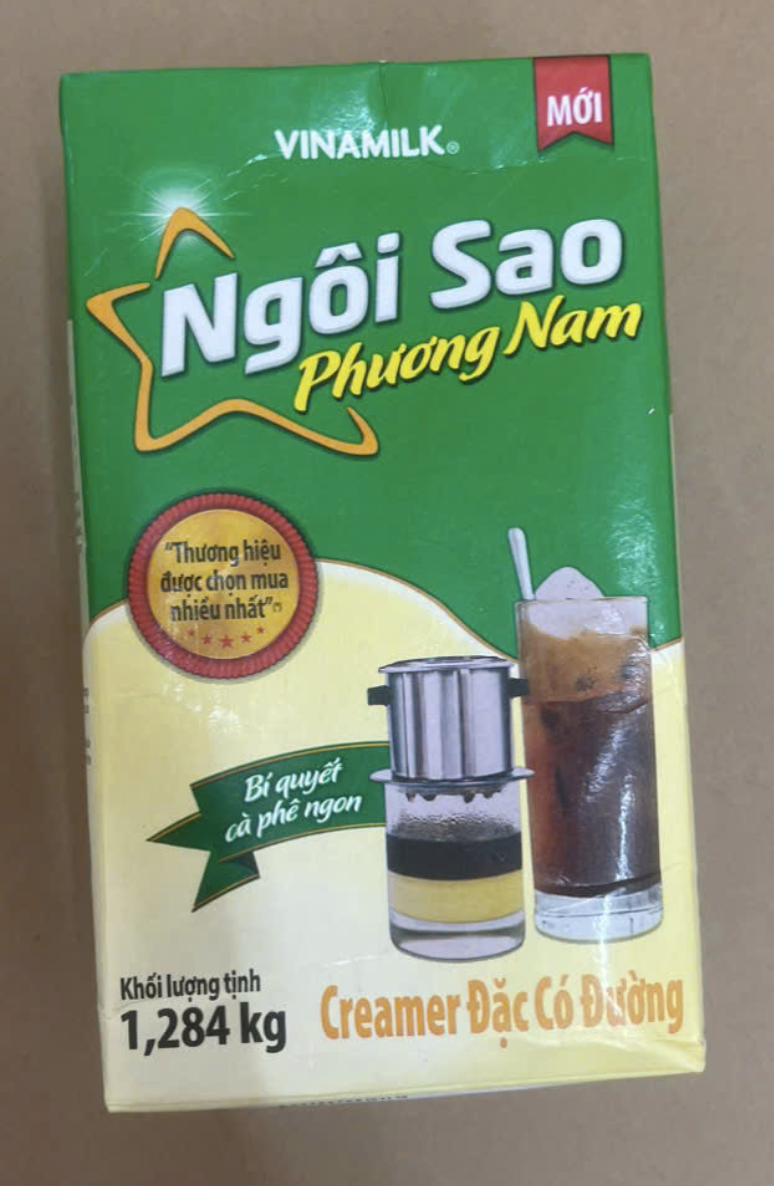 MỚI
VINAMILK®
Ngôi Sao
Phương Nam
"Thương hiệu
được chọn mua
nhiều nhất"(*)
Bí quyết
cà phê ngon
Khối lượng tịnh
1,284 kg
Creamer Đặc Có Đường